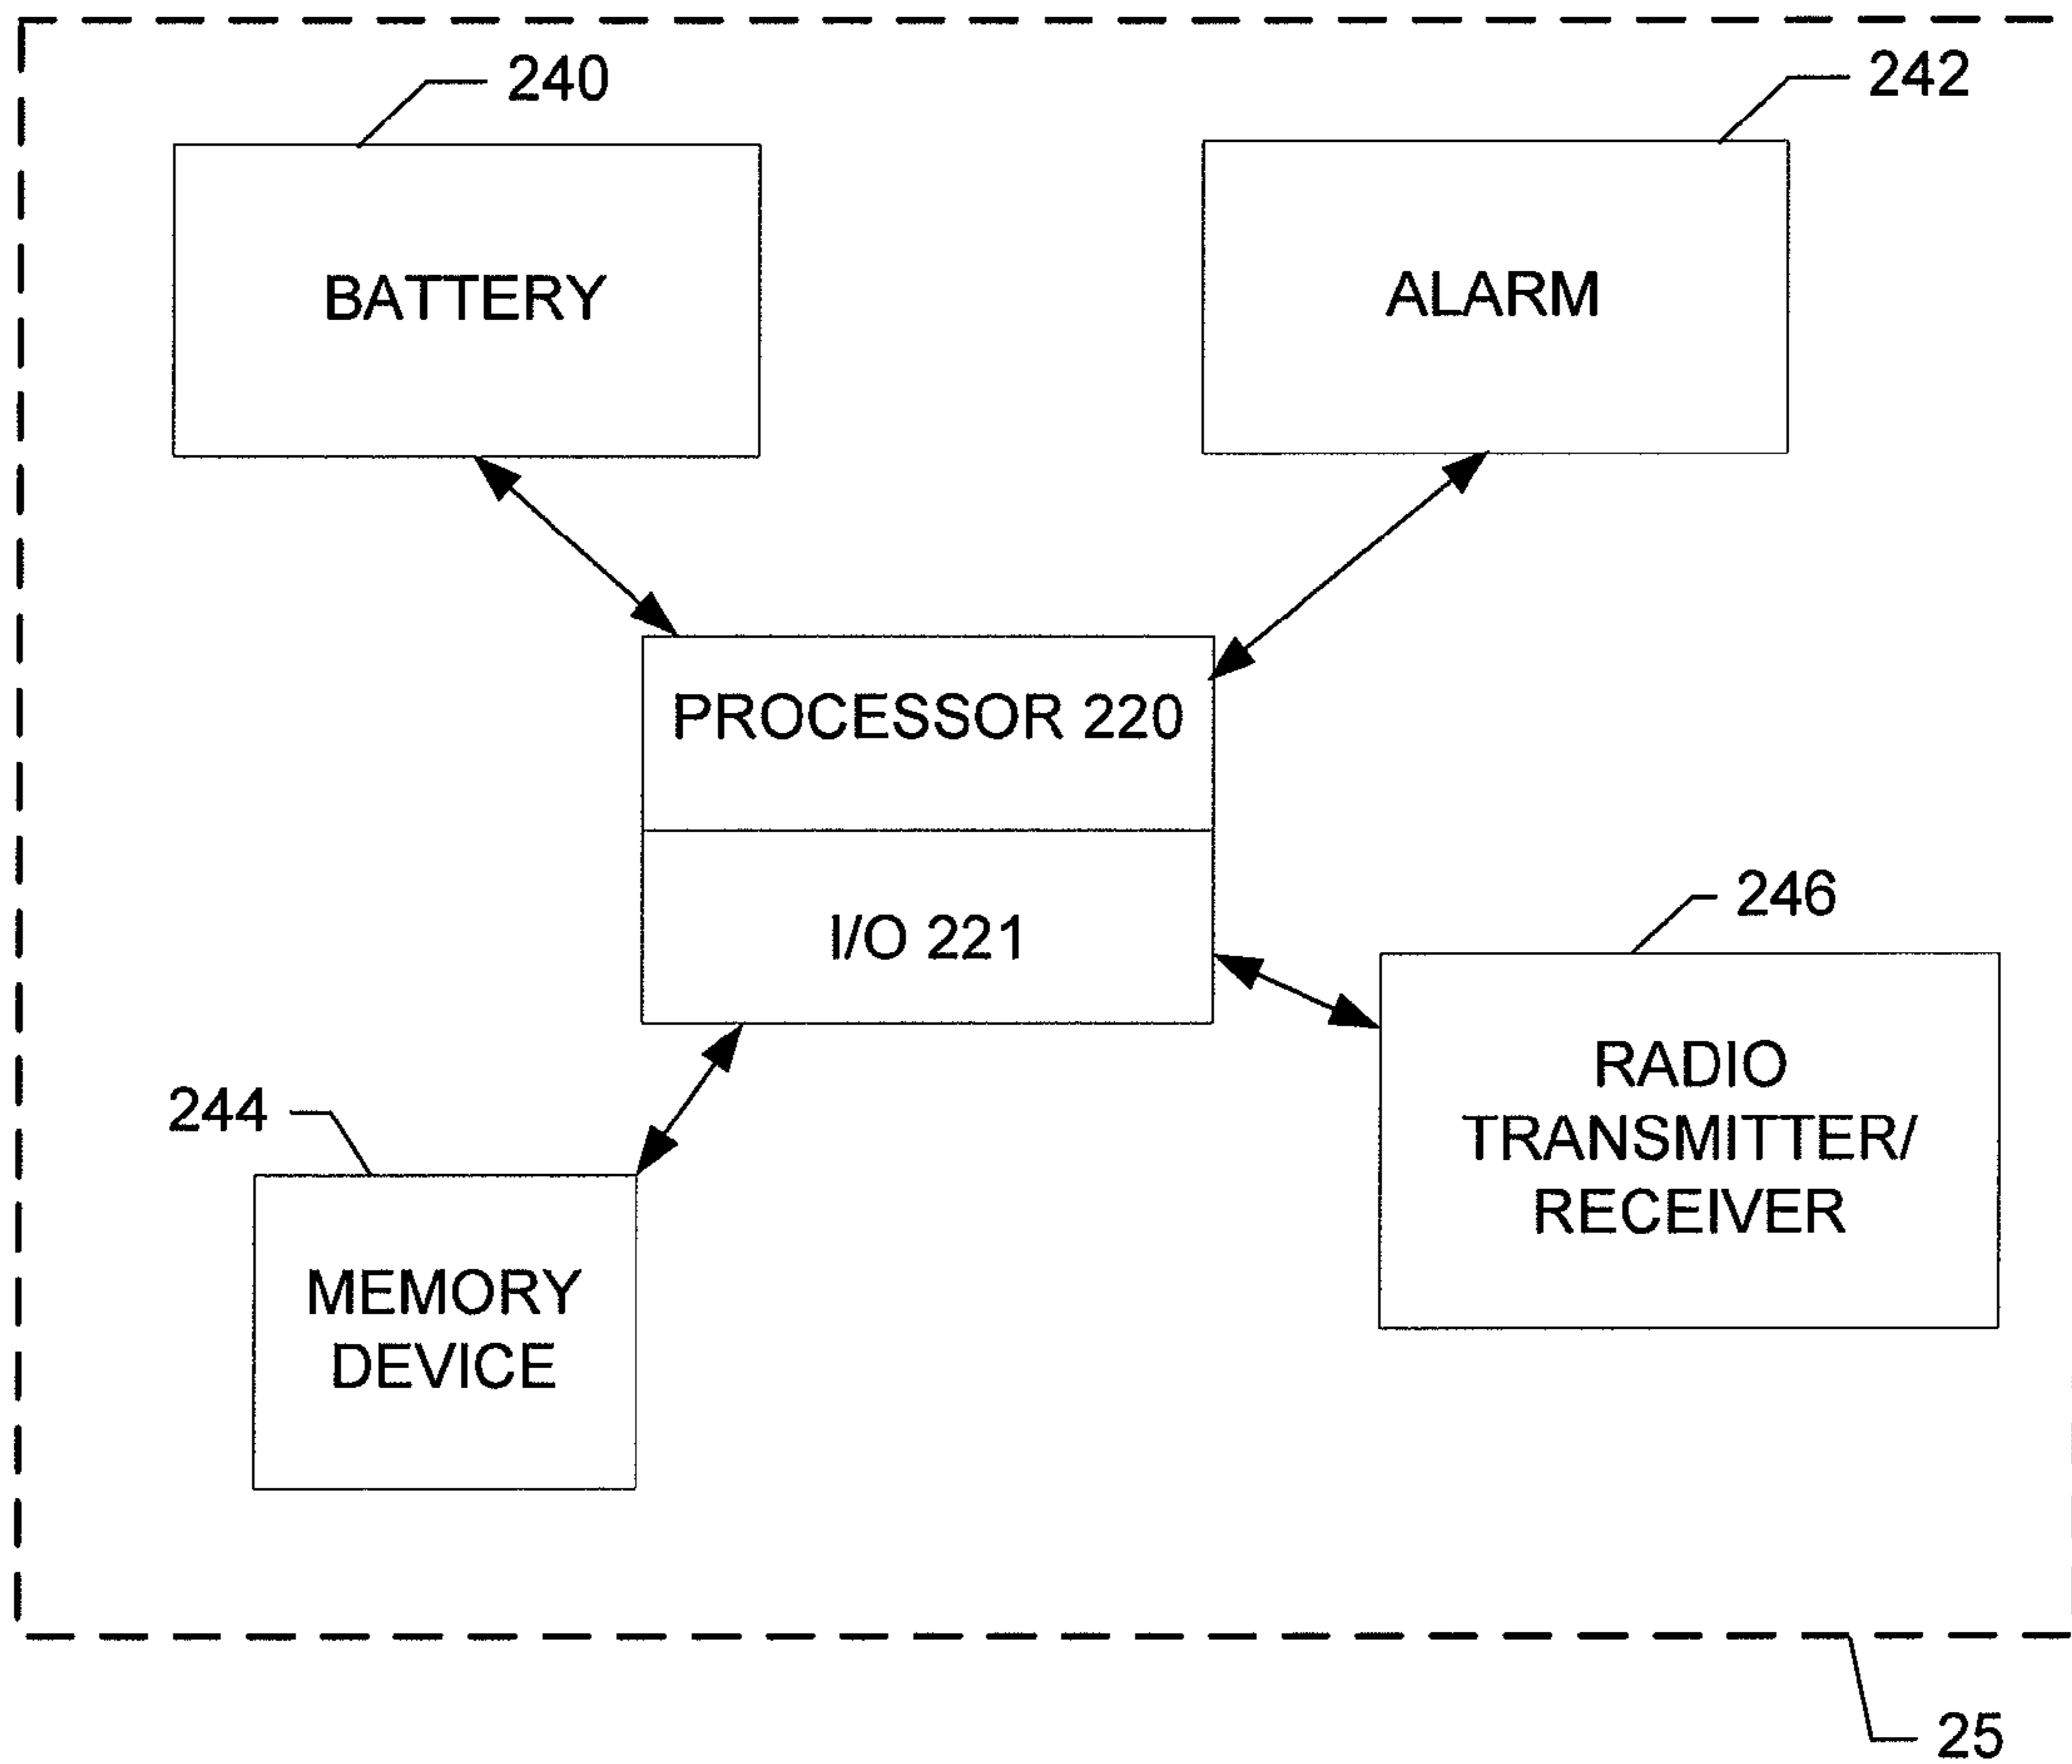 240
242
BATTERY
ALARM
PROCESSOR 220
I/O 221
246
RADIO
TRANSMITTER/
RECEIVER
244
MEMORY
DEVICE
25